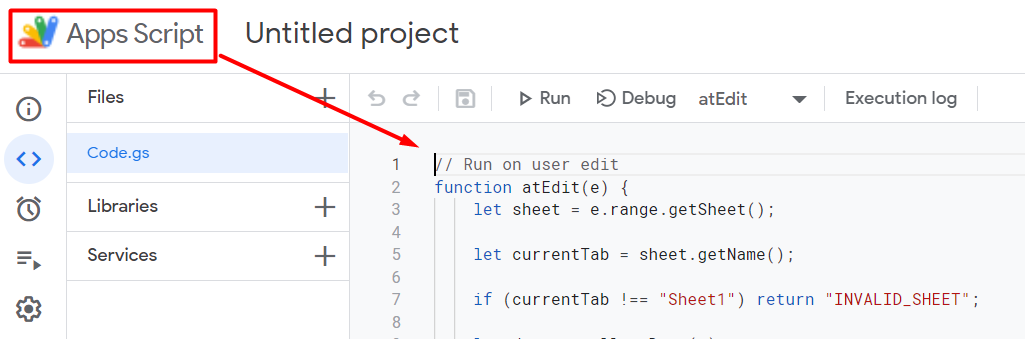 Apps Script Untitled project
Files
Run Debug atEdit Execution log
Code.gs
Libraries
Services
1 // Run on user edit
2 function atEdit(e) {
3 let sheet = e.range.getSheet();
4
5 let currentTab = sheet.getName();
6
7 if (currentTab !== "Sheet1") return "INVALID_SHEET";
8